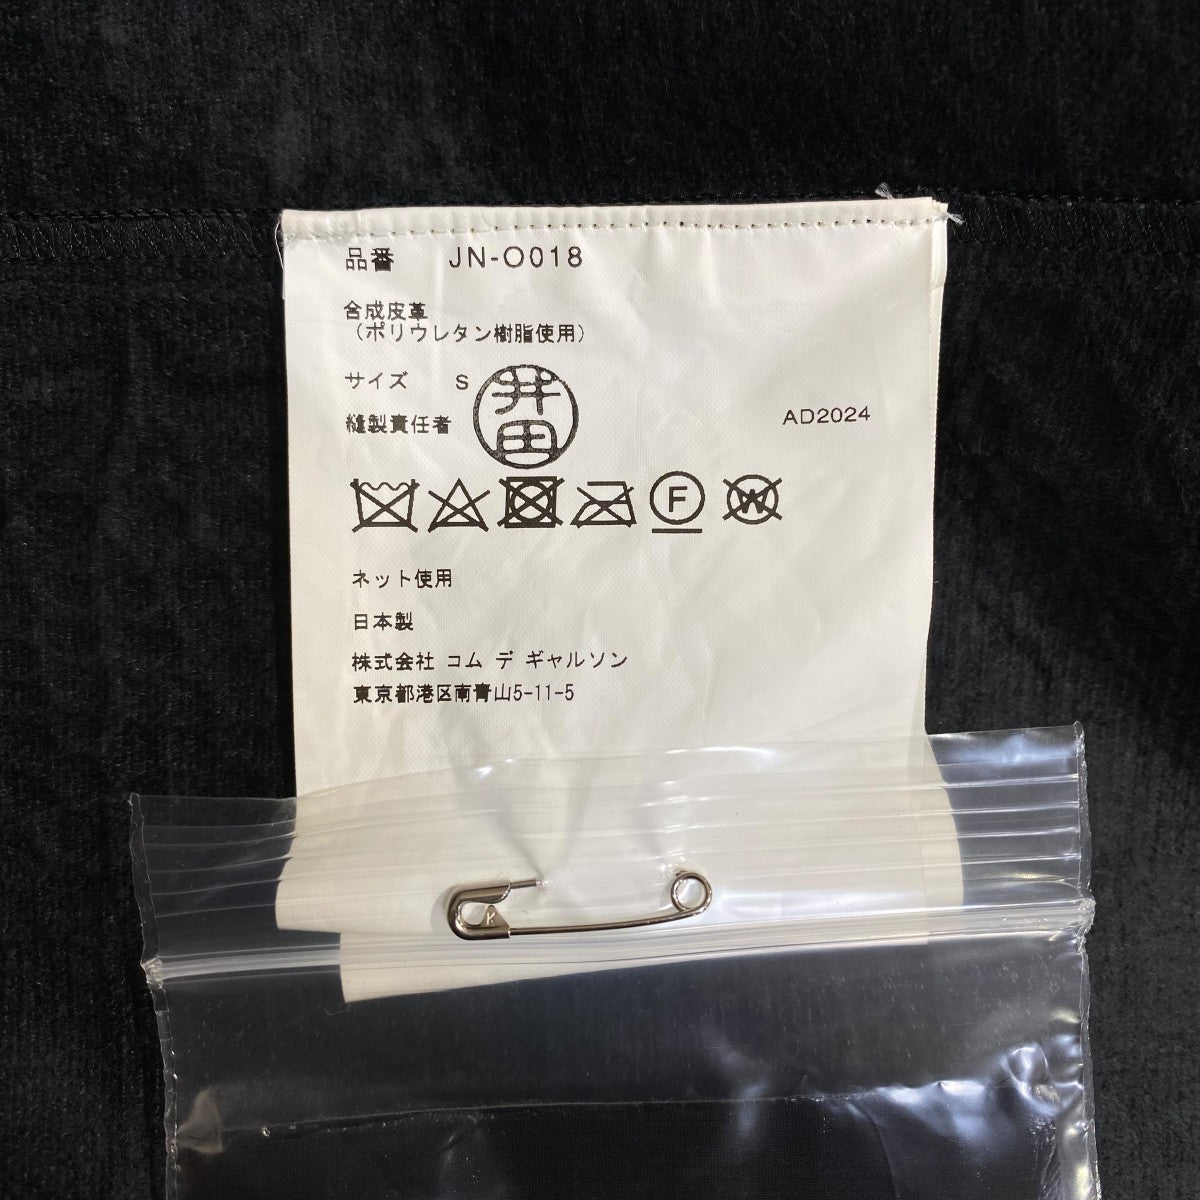 品番 JN-O018
合成皮革
（ポリウレタン樹脂使用）
サイズ S
井田
縫製責任者
AD2024
F
W
ネット使用
日本製
株式会社 コム デ ギャルソン
東京都港区南青山5-11-5
K